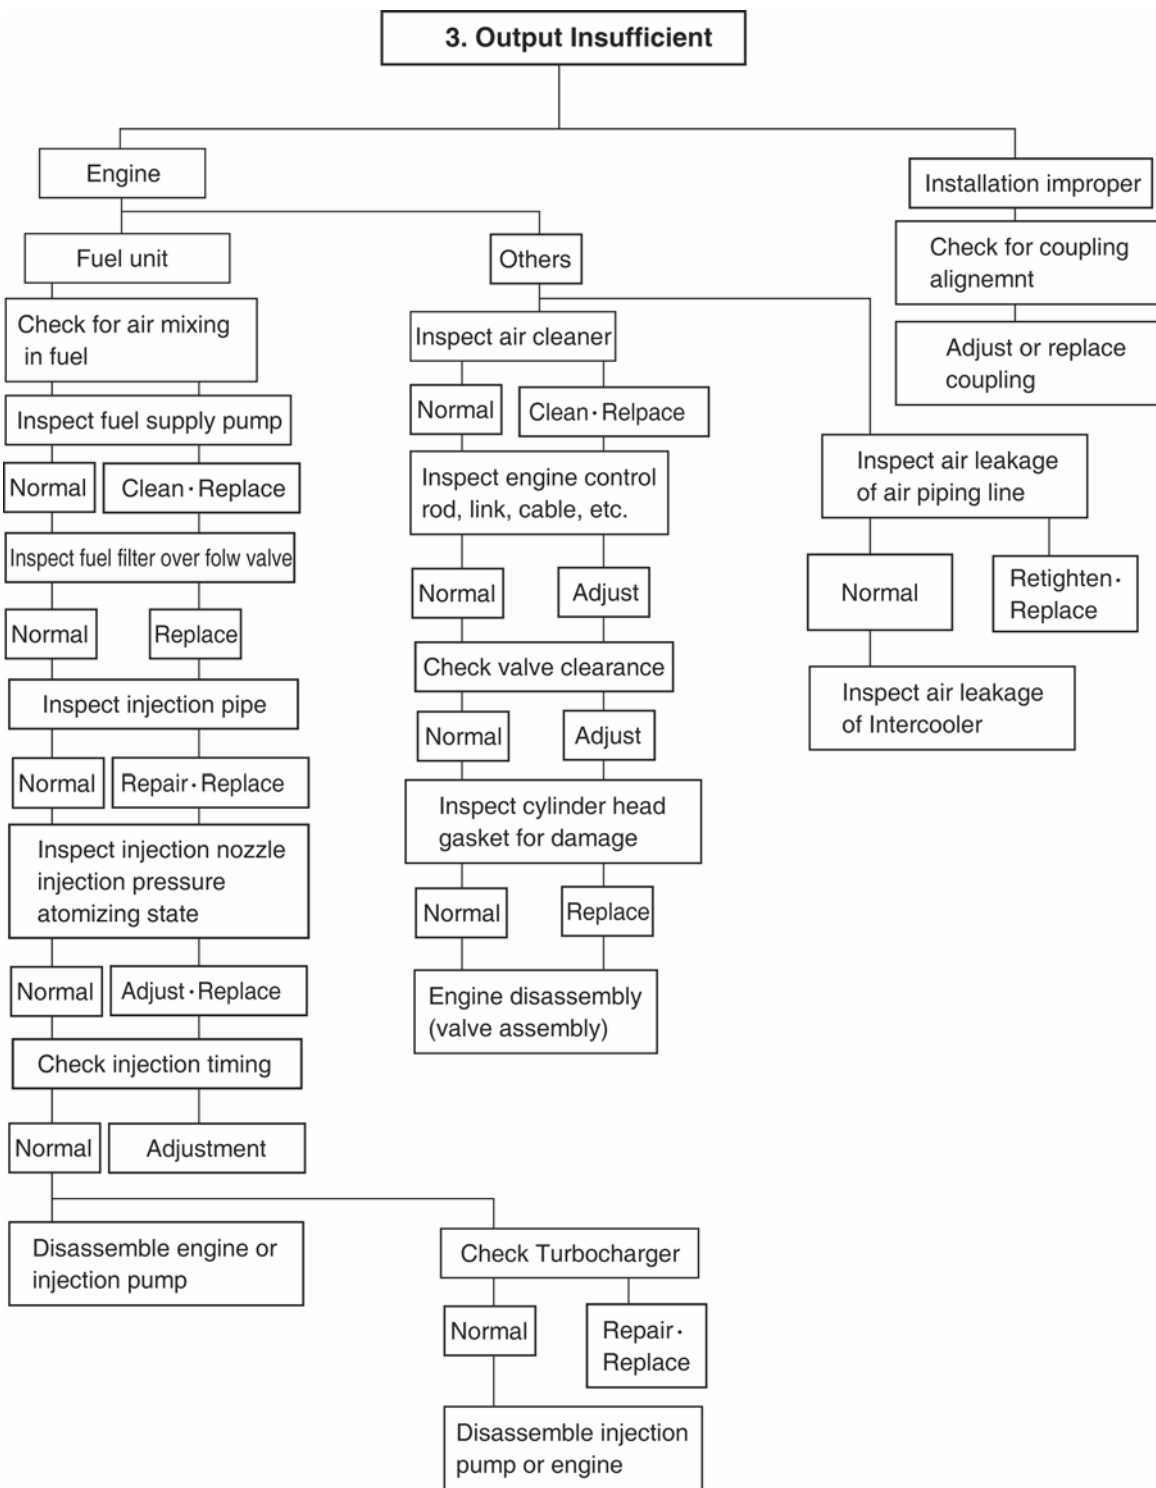 3. Output Insufficient
Engine
Installation improper
Fuel unit
Others
Check for coupling
alignemnt
Check for air mixing
in fuel
Inspect air cleaner
Adjust or replace
coupling
Inspect fuel supply pump
Normal
Clean·Relpace
Normal
Clean·Replace
Inspect engine control
rod, link, cable, etc.
Inspect air leakage
of air piping line
Inspect fuel filter over folw valve
Normal
Adjust
Normal
Retighten·
Replace
Normal
Replace
Check valve clearance
Inspect injection pipe
Normal
Adjust
Inspect air leakage
of Intercooler
Normal
Repair·Replace
Inspect cylinder head
gasket for damage
Inspect injection nozzle
injection pressure
atomizing state
Normal
Replace
Normal
Adjust·Replace
Engine disassembly
(valve assembly)
Check injection timing
Normal
Adjustment
Disassemble engine or
injection pump
Check Turbocharger
Normal
Repair·
Replace
Disassemble injection
pump or engine